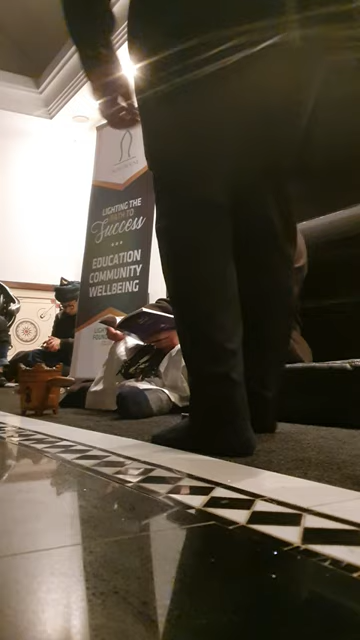 LIGHTING THE
PATH TO
Success
EDUCATION
COMMUNITY
WELLBEING